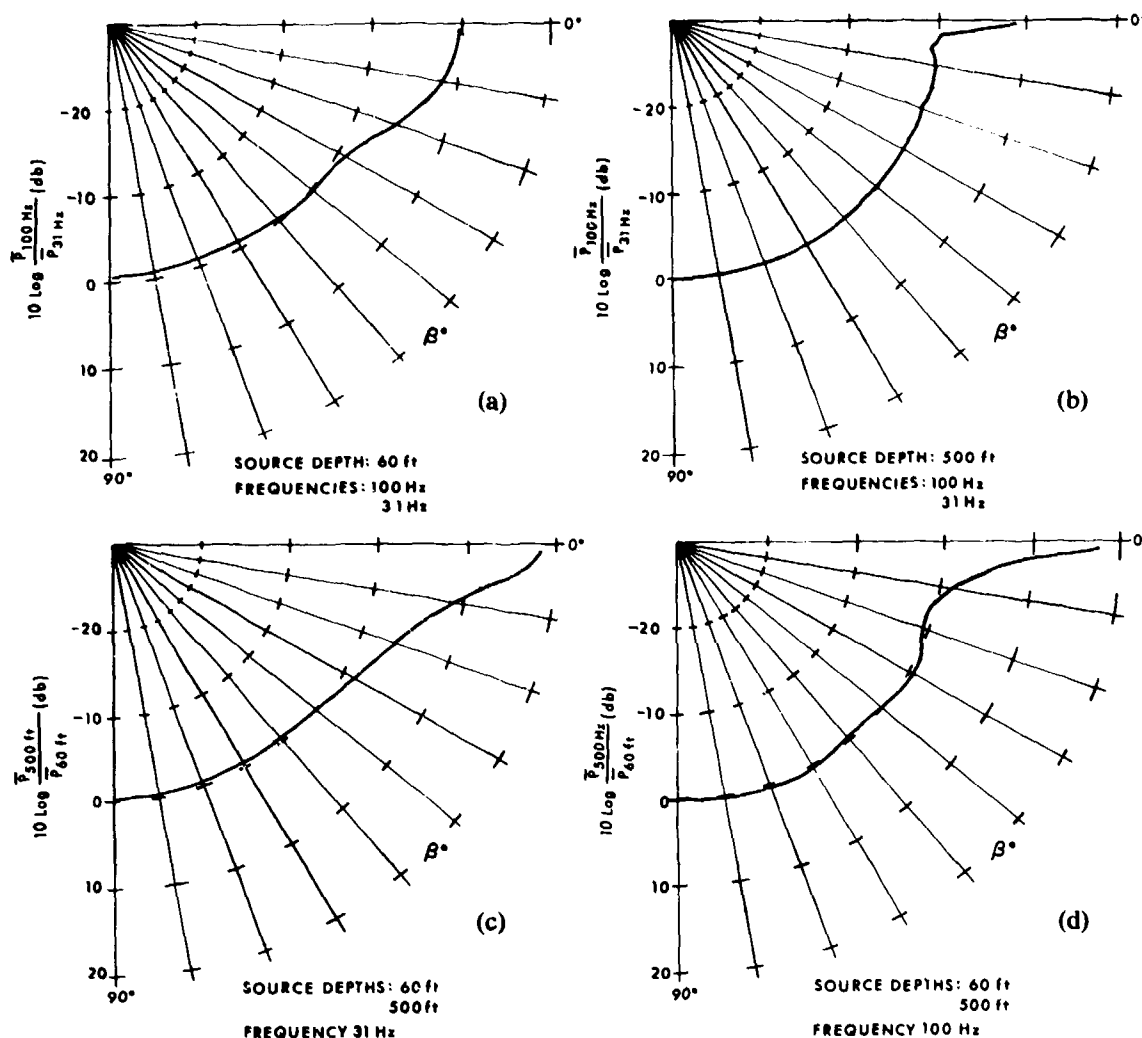 0°
-20
-10
0
10
20
90°
10 Log P̅100 Hz / P̅31 Hz (db)
β°
(a)
SOURCE DEPTH: 60 ft
FREQUENCIES: 100 Hz
31 Hz
0°
-20
-10
0
10
20
90°
10 Log P̅100 Hz / P̅31 Hz (db)
β°
(b)
SOURCE DEPTH: 500 ft
FREQUENCIES: 100 Hz
31 Hz
0°
-20
-10
0
10
20
90°
10 Log P̅500 ft / P̅60 ft (db)
β°
(c)
SOURCE DEPTHS: 60 ft
500 ft
FREQUENCY 31 Hz
0
-20
-10
0
10
20
90°
10 Log P̅500 Hz / P̅60 ft (db)
β°
(d)
SOURCE DEPTHS: 60 ft
500 ft
FREQUENCY 100 Hz